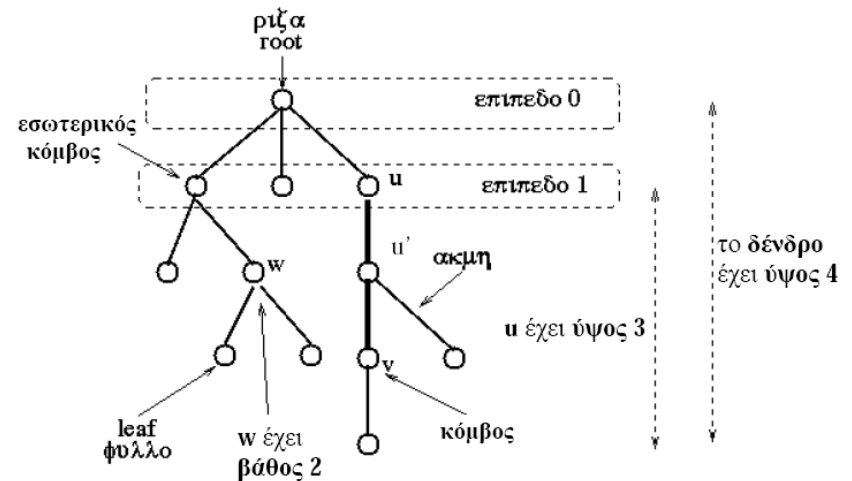 ριζα
root
επιπεδο 0
εσωτερικός
κόμβος
u
επιπεδο 1
w
u'
ακμη
το δένδρο
έχει ύψος 4
u έχει ύψος 3
v
leaf
φυλλο
w έχει
βάθος 2
κόμβος